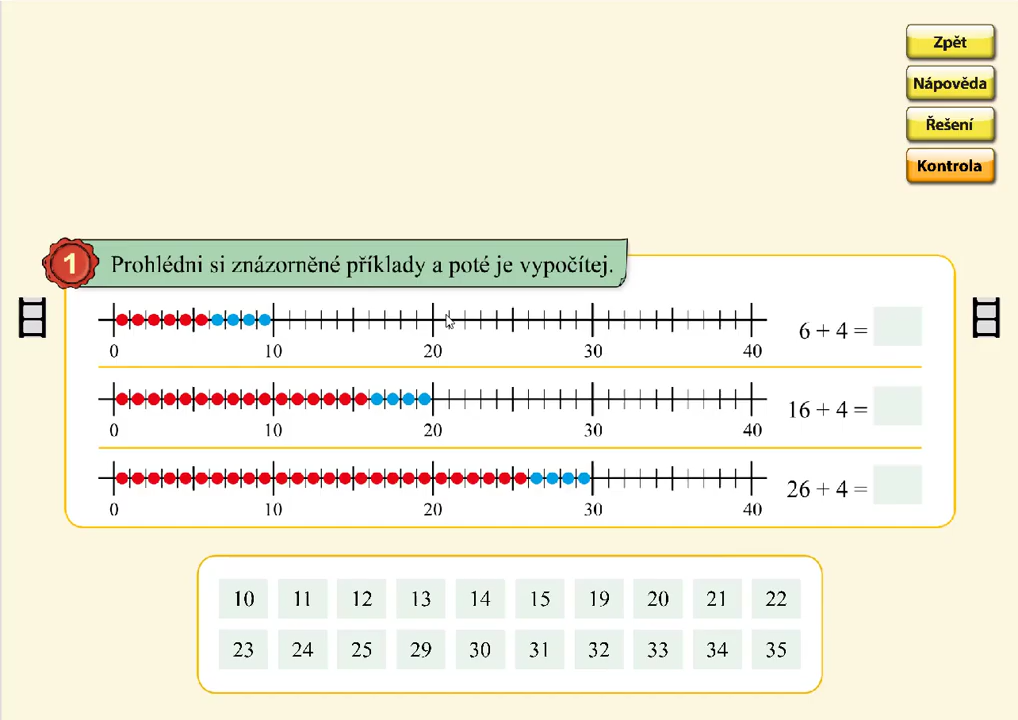 Zpět
Nápověda
Řešení
Kontrola
1 Prohlédni si znázorněné příklady a poté je vypočítej.
6 + 4 =
0 10 20 30 40
16 + 4 =
0 10 20 30 40
26 + 4 =
0 10 20 30 40
10 11 12 13 14 15 19 20 21 22
23 24 25 29 30 31 32 33 34 35